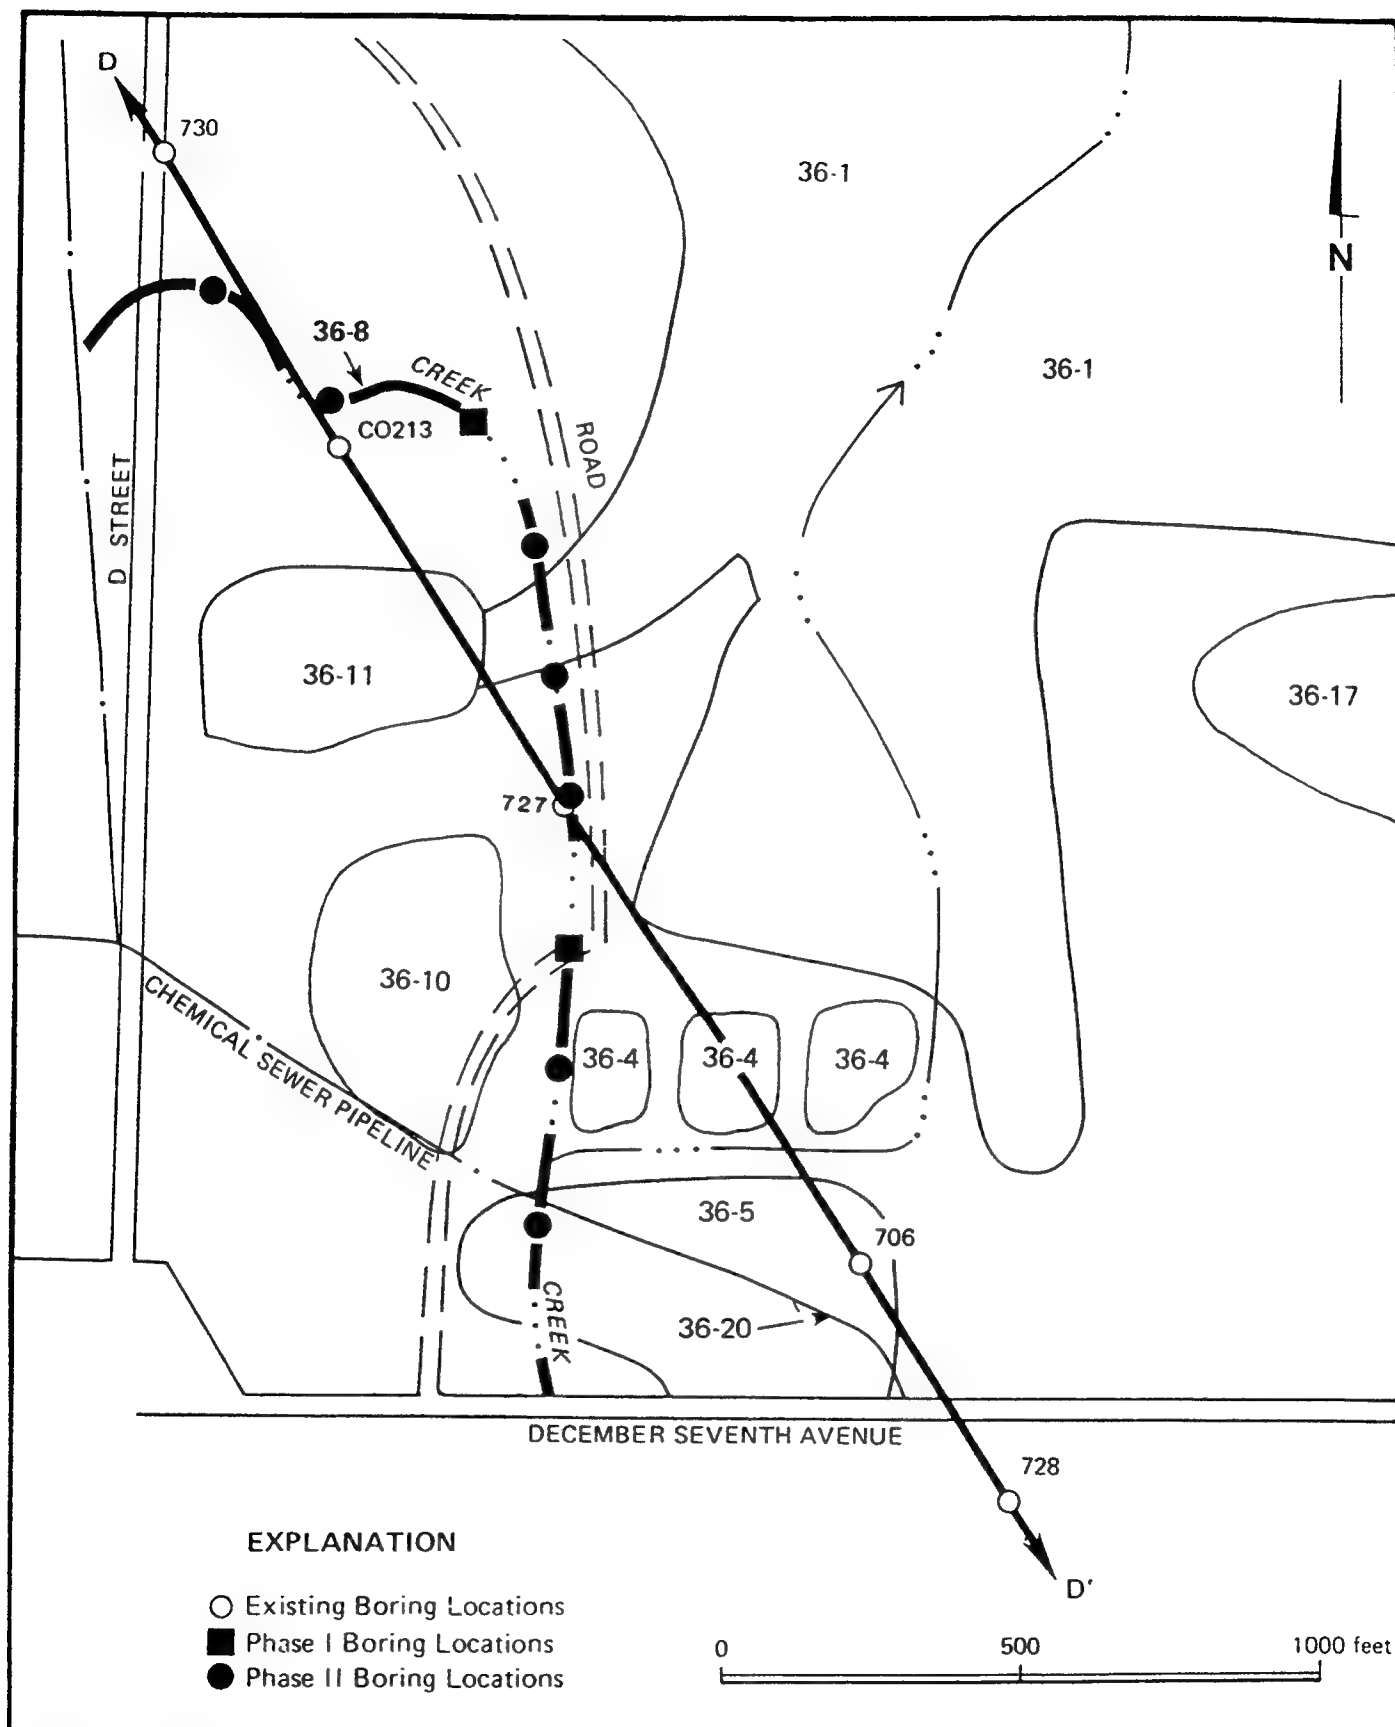 D
730
36-1
N
36-8
CREEK
36-1
CO213
ROAD
D STREET
36-11
36-17
727
36-10
CHEMICAL SEWER PIPELINE
36-4
36-4
36-4
36-5
706
CREEK
36-20
DECEMBER SEVENTH AVENUE
728
EXPLANATION
D'
Existing Boring Locations
Phase I Boring Locations
Phase II Boring Locations
0 500 1000 feet